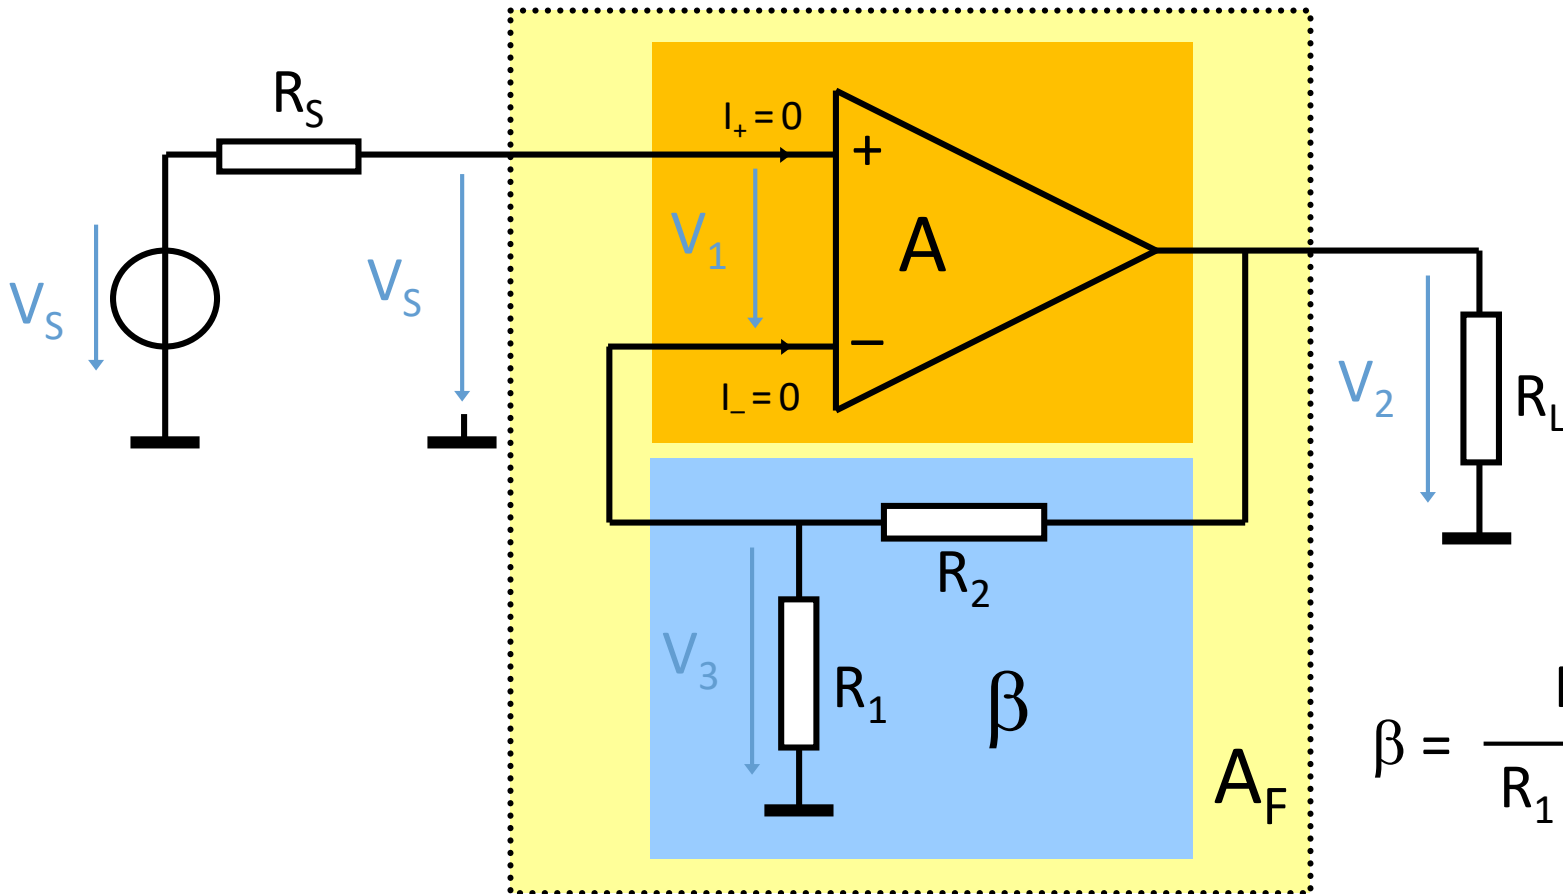 R_S
I_+ = 0
+
V_1
A
V_S
V_S
V_2
R_L
−
I_− = 0
R_2
V_3
R_1
β
A_F
β =
R_1